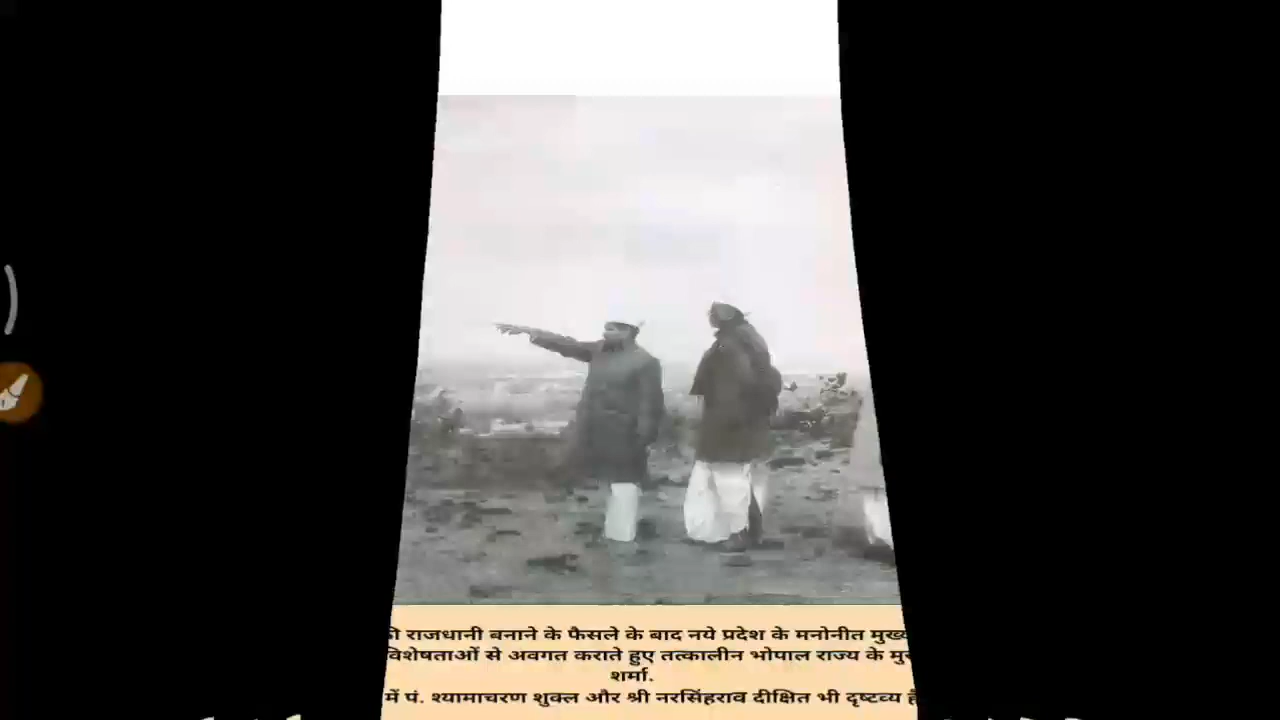 राजधानी बनाने के फैसले के बाद नये प्रदेश के मनोनीत
विशेषताओं से अवगत कराते हुए तत्कालीन भोपाल राज्य के
शर्मा.
में पं. श्यामाचरण शुक्ल और श्री नरसिंहराव दीक्षित भी दृष्टव्य